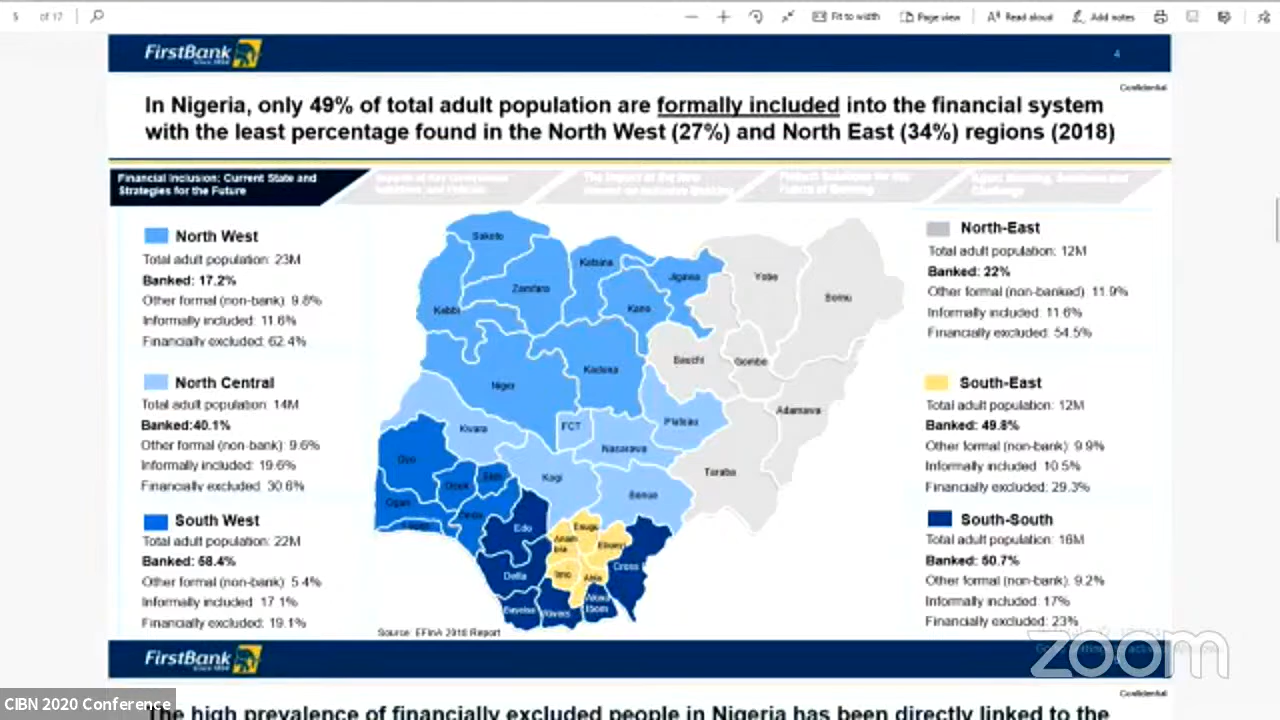 5 of 17
Fit to width
Page view
Read aloud
Add notes
FirstBank
Since 1894
4
Confidential
In Nigeria, only 49% of total adult population are formally included into the financial system
with the least percentage found in the North West (27%) and North East (34%) regions (2018)
Financial Inclusion: Current State and
Strategies for the Future
North West
Total adult population: 23M
Banked: 17.2%
Other formal (non-bank): 9.8%
Informally included: 11.6%
Financially excluded: 62.4%
North Central
Total adult population: 14M
Banked:40.1%
Other formal (non-bank): 9.6%
Informally included: 19.6%
Financially excluded: 30.6%
South West
Total adult population: 22M
Banked: 58.4%
Other formal (non-bank): 5.4%
Informally included: 17.1%
Financially excluded: 19.1%
Sokoto
Katsina
Jigawa
Yobe
Zamfara
Borno
Kebbi
Kano
Bauchi
Gombe
Kaduna
Niger
Adamawa
Plateau
Kwara
FCT
Nasarawa
Oyo
Taraba
Kogi
Benue
Ogun
Edo
Enugu
Anam
bra
Ebonyi
Cross
Imo
Abia
Delta
Akwa
Ibom
Bayelsa
Rivers
North-East
Total adult population: 12M
Banked: 22%
Other formal (non-banked): 11.9%
Informally included: 11.6%
Financially excluded: 54.5%
South-East
Total adult population: 12M
Banked: 49.8%
Other formal (non-bank): 9.9%
Informally included: 10.5%
Financially excluded: 29.3%
South-South
Total adult population: 16M
Banked: 50.7%
Other formal (non-bank): 9.2%
Informally included: 17%
Financially excluded: 23%
Source: EFInA 2018 Report
FirstBank
Since 1894
zoom
CIBN 2020 Conference
Confidential
The high prevalence of financially excluded people in Nigeria has been directly linked to the